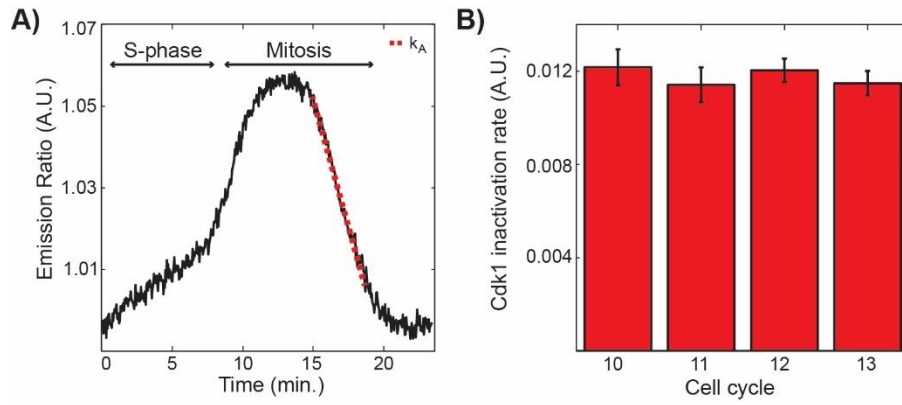 A)
1.07
1.05
1.03
1.01
Emission Ratio (A.U.)
S-phase
Mitosis
k_A
0 5 10 15 20
Time (min.)
B)
0.012
0.008
0.004
Cdk1 inactivation rate (A.U.)
10 11 12 13
Cell cycle